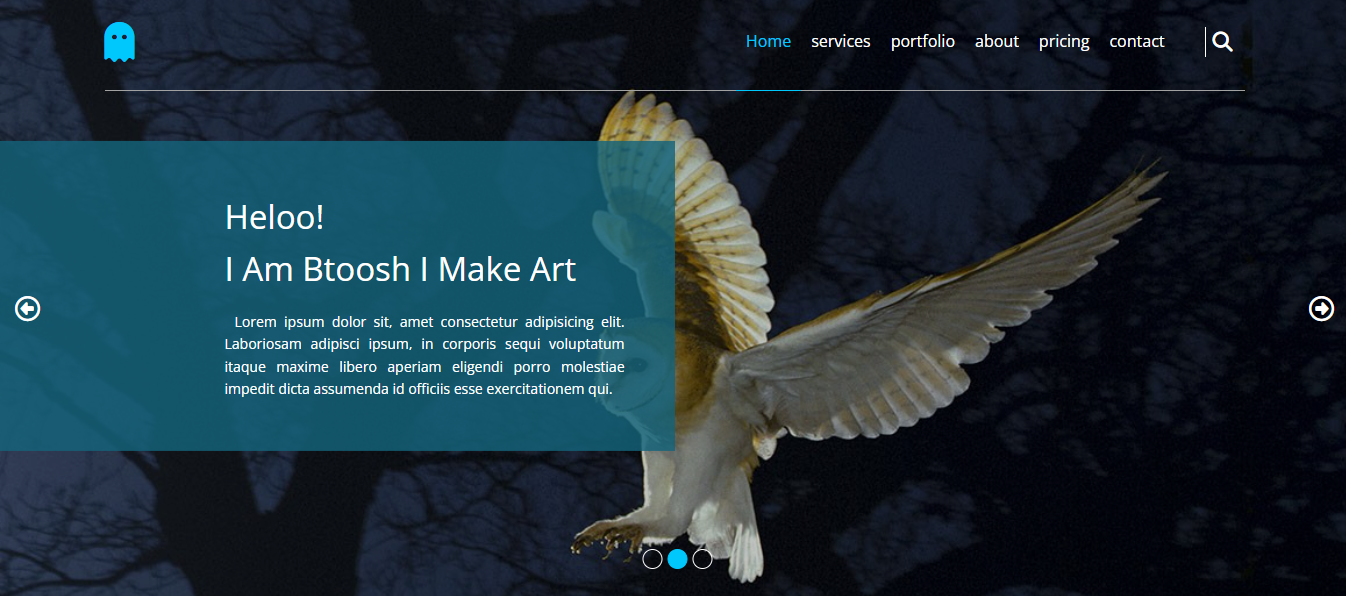 Home services portfolio about pricing contact
Heloo!
I Am Btoosh I Make Art
Lorem ipsum dolor sit, amet consectetur adipisicing elit.
Laboriosam adipisci ipsum, in corporis sequi voluptatum
itaque maxime libero aperiam eligendi porro molestiae
impedit dicta assumenda id officiis esse exercitationem qui.